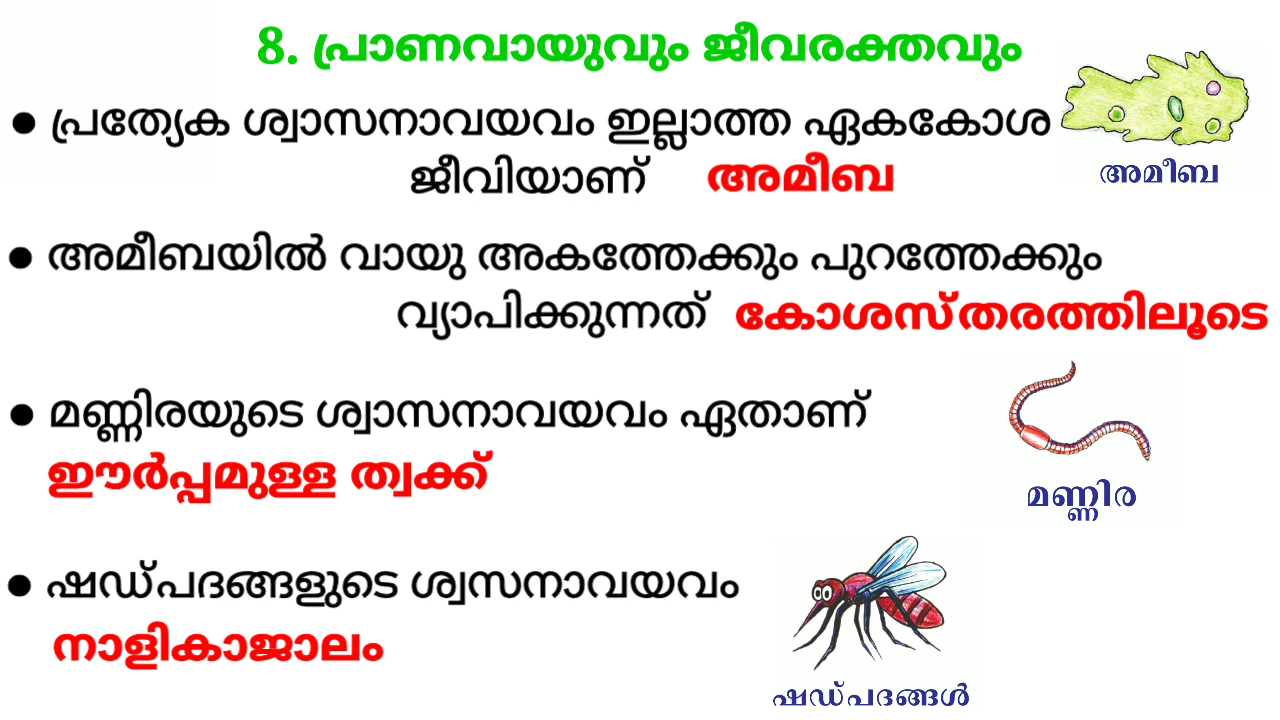 8. പ്രാണവായുവും ജീവരക്തവും
● പ്രത്യേക ശ്വാസനാവയവം ഇല്ലാത്ത ഏകകോശ
ജീവിയാണ് അമീബ
അമീബ
● അമീബയിൽ വായു അകത്തേക്കും പുറത്തേക്കും
വ്യാപിക്കുന്നത് കോശസ്തരത്തിലൂടെ
● മണ്ണിരയുടെ ശ്വാസനാവയവം ഏതാണ്
ഈർപ്പമുള്ള ത്വക്ക്
മണ്ണിര
● ഷഡ്പദങ്ങളുടെ ശ്വസനാവയവം
നാളികാജാലം
ഷഡ്പദങ്ങൾ